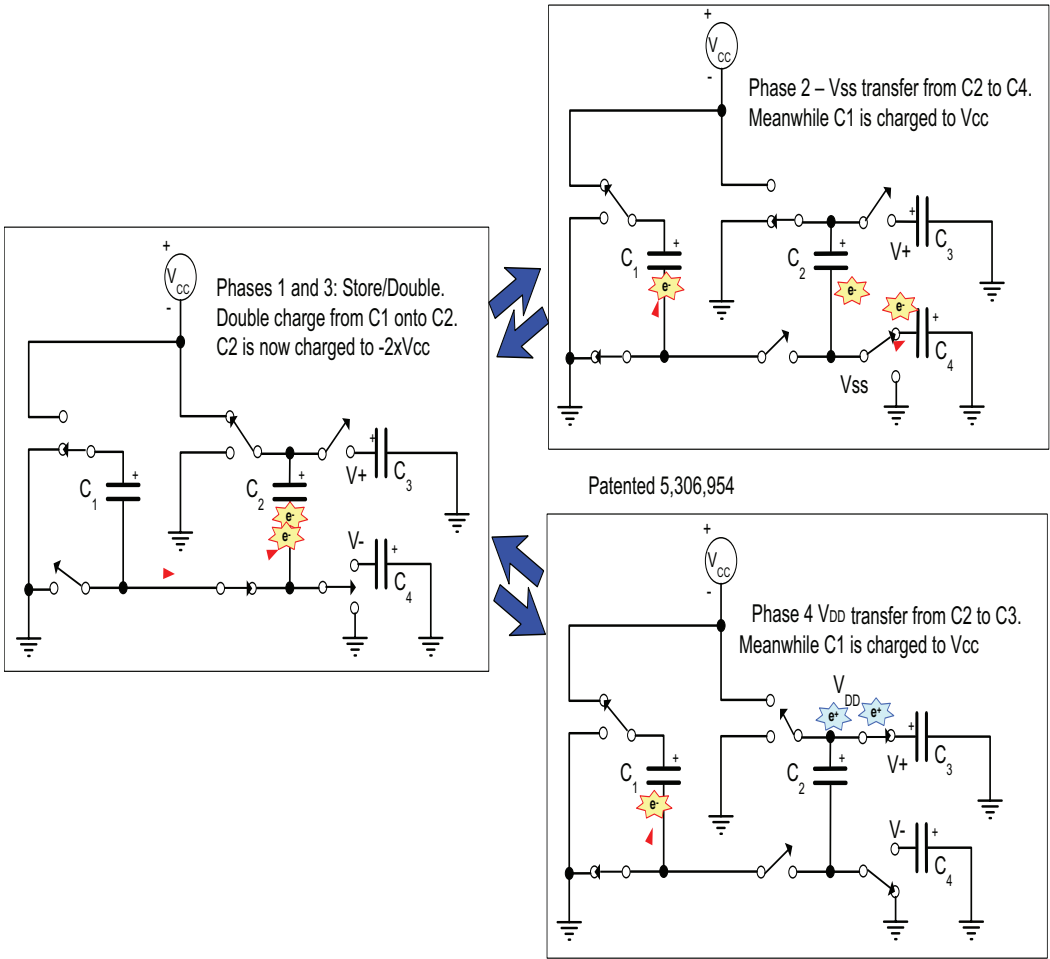 +
VCC
-
Phases 1 and 3: Store/Double.
Double charge from C1 onto C2.
C2 is now charged to -2xVcc
C1
+
C2
+
e-
e-
V+
+
C3
V-
+
C4
+
VCC
-
Phase 2 – Vss transfer from C2 to C4.
Meanwhile C1 is charged to Vcc
C1
+
e-
C2
+
e-
V+
+
C3
e-
+
C4
Vss
Patented 5,306,954
+
VCC
-
Phase 4 VDD transfer from C2 to C3.
Meanwhile C1 is charged to Vcc
VDD
e+
e+
C1
+
e-
C2
+
V+
+
C3
V-
+
C4